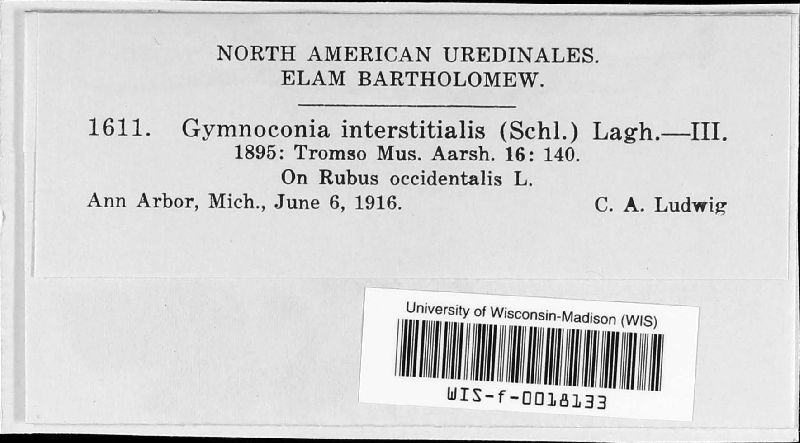 NORTH AMERICAN UREDINALES.
ELAM BARTHOLOMEW.
1611. Gymnoconia interstitialis (Schl.) Lagh.—III.
1895: Tromso Mus. Aarsh. 16: 140.
On Rubus occidentalis L.
Ann Arbor, Mich., June 6, 1916. C. A. Ludwig
University of Wisconsin-Madison (WIS)
WIS-f-0018133